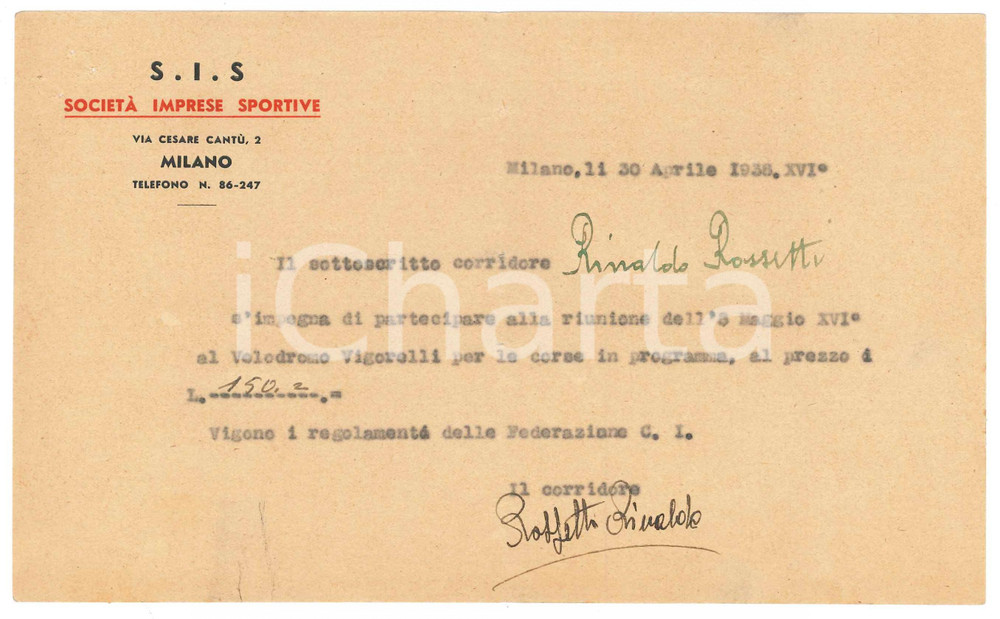 S.I.S
SOCIETÀ IMPRESE SPORTIVE
VIA CESARE CANTÙ, 2
MILANO
TELEFONO N. 86-247
Milano,li 30 Aprile 1938.XVI°
Il sottoscritto corridore Rinaldo Rossetti
s'impegna di partecipare alla riunione dell'8 Maggio XVI°
al Velodromo Vigorelli per le corse in programma, al prezzo d
L. 150.=
Vigono i regolamenti delle Federazione C. I.
Il corridore
Rossetti Rinaldo
iCharta